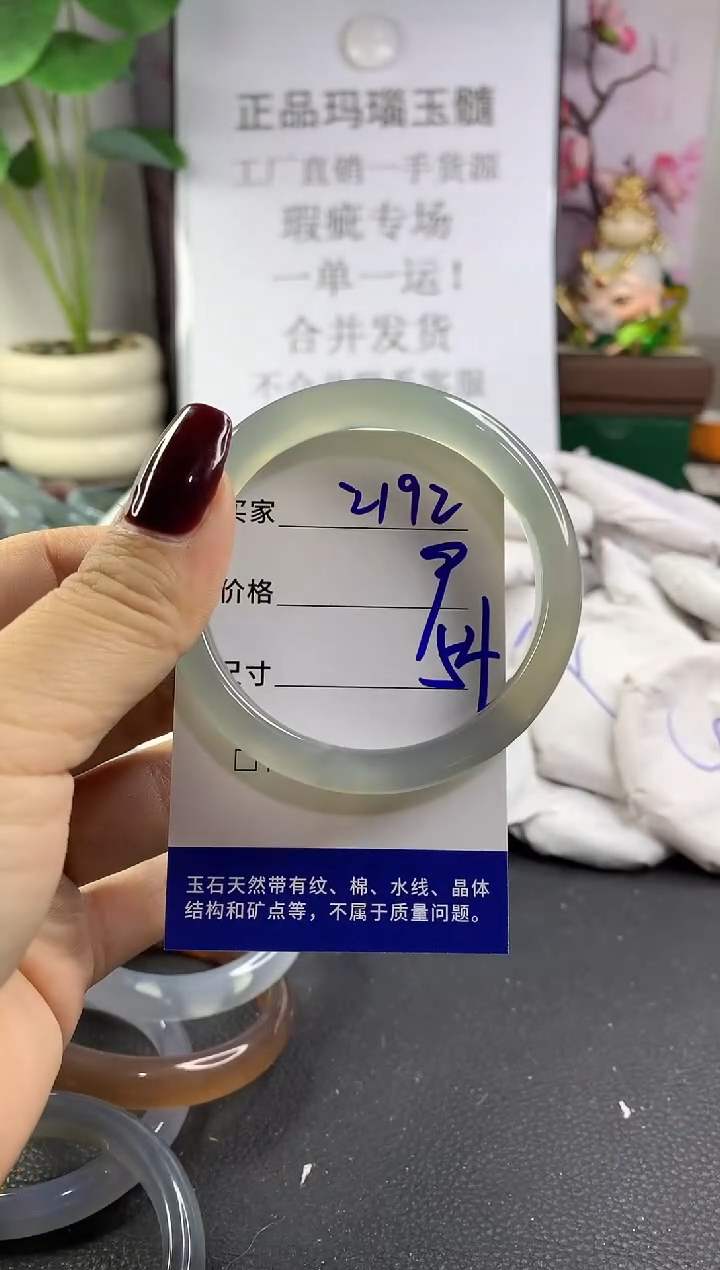 正品玛瑙玉髓
工厂直销一手货源
瑕疵专场
一单一运！
合并发货
买家 2192
价格
尺寸 54
玉石天然带有纹、棉、水线、晶体
结构和矿点等，不属于质量问题。